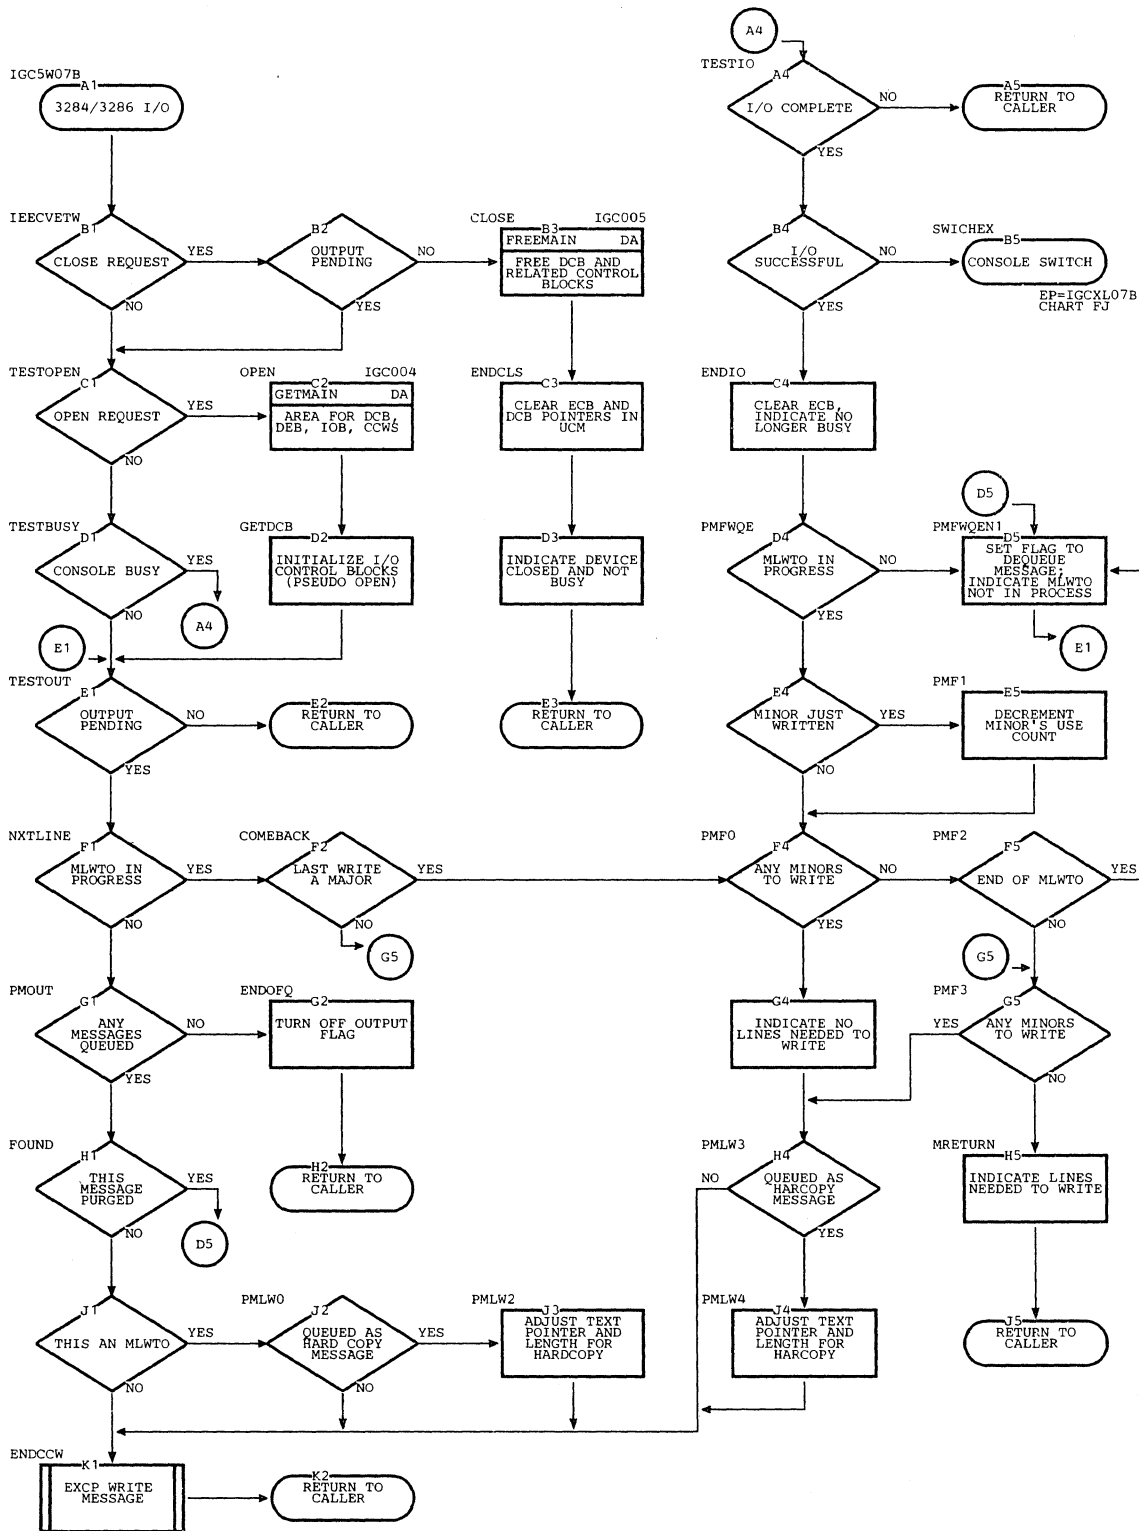 IGC5W07B
A1
3284/3286 I/O
IEECVETW
B1
CLOSE REQUEST
YES
NO
B2
OUTPUT
PENDING
NO
YES
CLOSE
IGC005
B3
FREEMAIN
DA
FREE DCB AND
RELATED CONTROL
BLOCKS
TESTOPEN
C1
OPEN REQUEST
YES
NO
OPEN
IGC004
C2
GETMAIN
DA
AREA FOR DCB,
DEB, IOB, CCWS
ENDCLS
C3
CLEAR ECB AND
DCB POINTERS IN
UCM
TESTBUSY
D1
CONSOLE BUSY
YES
NO
A4
GETDCB
D2
INITIALIZE I/O
CONTROL BLOCKS
(PSEUDO OPEN)
D3
INDICATE DEVICE
CLOSED AND NOT
BUSY
E1
TESTOUT
E1
OUTPUT
PENDING
NO
YES
E2
RETURN TO
CALLER
E3
RETURN TO
CALLER
NXTLINE
F1
MLWTO IN
PROGRESS
YES
NO
COMEBACK
F2
LAST WRITE
A MAJOR
YES
NO
G5
PMOUT
G1
ANY
MESSAGES
QUEUED
NO
YES
ENDOFQ
G2
TURN OFF OUTPUT
FLAG
FOUND
H1
THIS
MESSAGE
PURGED
YES
NO
D5
H2
RETURN TO
CALLER
J1
THIS AN MLWTO
YES
NO
PMLW0
J2
QUEUED AS
HARD COPY
MESSAGE
YES
NO
PMLW2
J3
ADJUST TEXT
POINTER AND
LENGTH FOR
HARDCOPY
ENDCCW
K1
EXCP WRITE
MESSAGE
K2
RETURN TO
CALLER
A4
TESTIO
A4
I/O COMPLETE
NO
YES
A5
RETURN TO
CALLER
B4
I/O
SUCCESSFUL
NO
YES
SWICHEX
B5
CONSOLE SWITCH
EP=IGCXL07B
CHART FJ
ENDIO
C4
CLEAR ECB,
INDICATE NO
LONGER BUSY
D5
PMFWQE
D4
MLWTO IN
PROGRESS
NO
YES
PMFWQEN1
D5
SET FLAG TO
DEQUEUE
MESSAGE;
INDICATE MLWTO
NOT IN PROCESS
E1
E4
MINOR JUST
WRITTEN
YES
NO
PMF1
E5
DECREMENT
MINOR'S USE
COUNT
PMF0
F4
ANY MINORS
TO WRITE
NO
YES
PMF2
F5
END OF MLWTO
YES
NO
G5
G4
INDICATE NO
LINES NEEDED TO
WRITE
PMF3
G5
ANY MINORS
TO WRITE
YES
NO
PMLW3
H4
QUEUED AS
HARCOPY
MESSAGE
NO
YES
MRETURN
H5
INDICATE LINES
NEEDED TO WRITE
PMLW4
J4
ADJUST TEXT
POINTER AND
LENGTH FOR
HARCOPY
J5
RETURN TO
CALLER